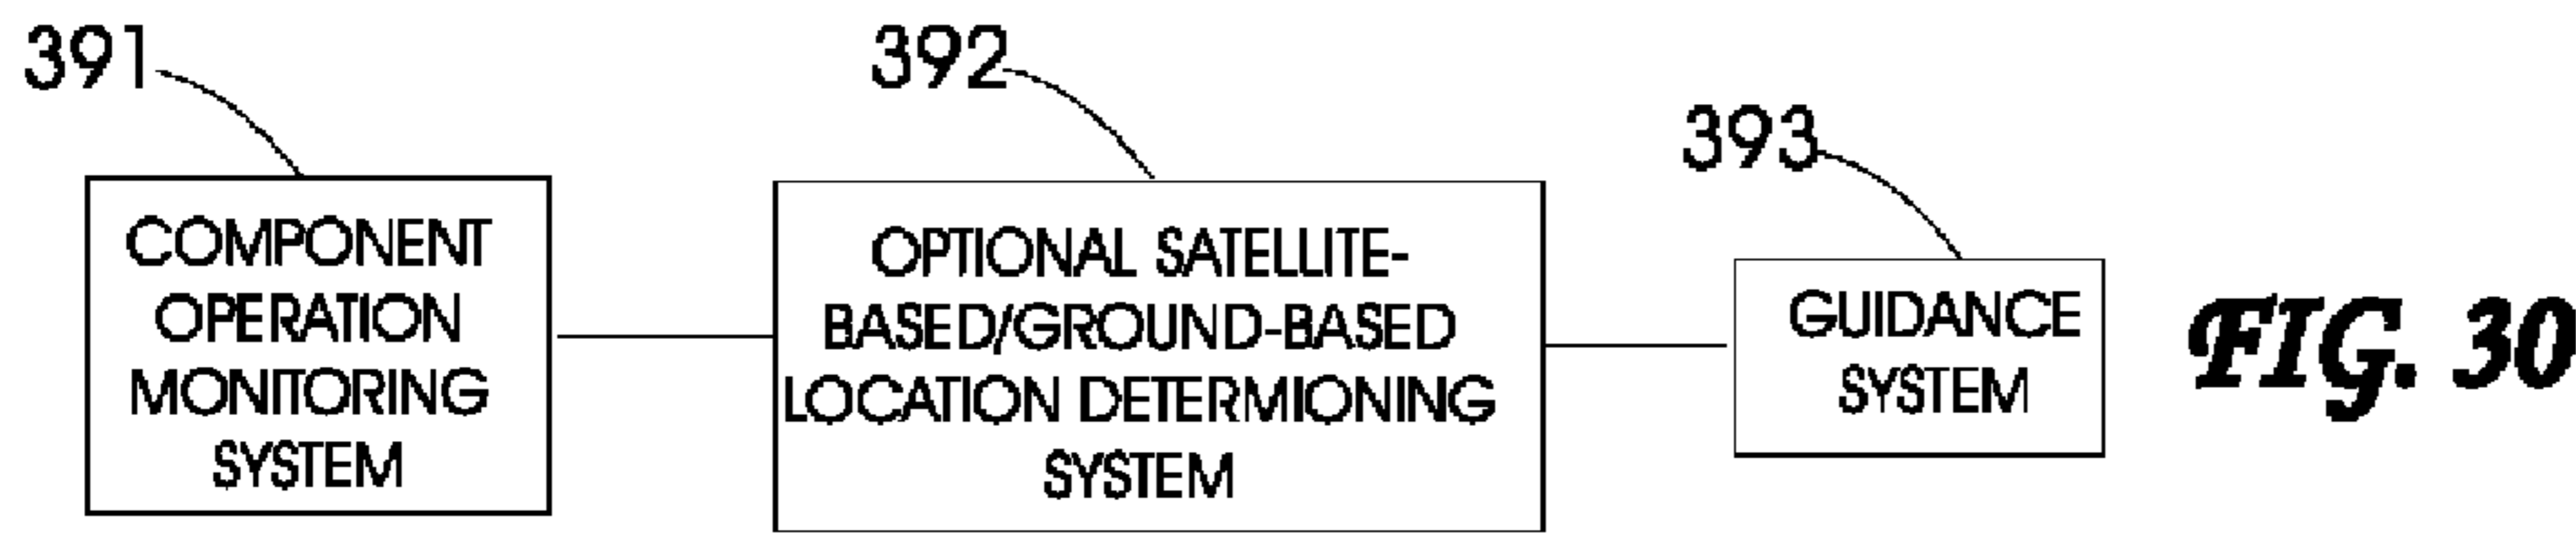 391
392
393
COMPONENT
OPERATION
MONITORING
SYSTEM
OPTIONAL SATELLITE-
BASED/GROUND-BASED
LOCATION DETERMIONING
SYSTEM
GUIDANCE
SYSTEM
FIG. 30